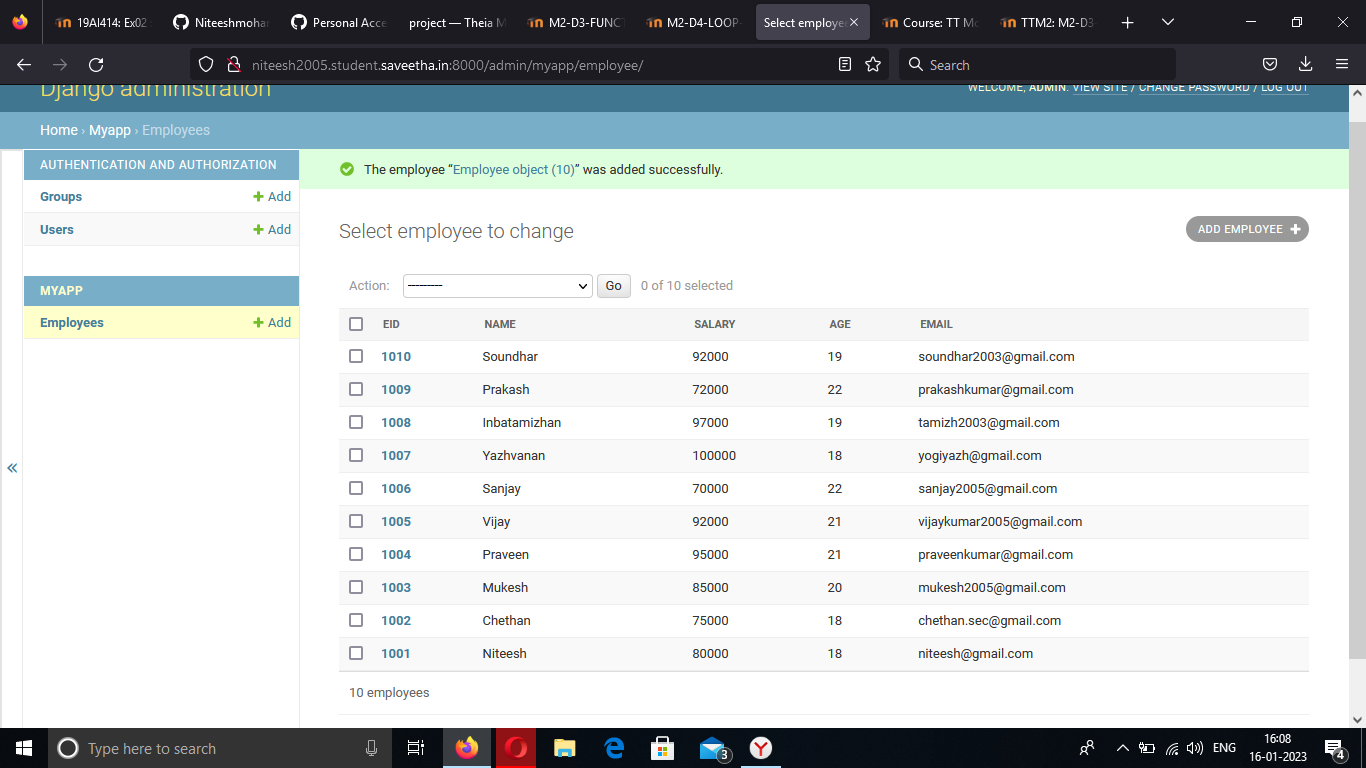 19AI414: Ex02 Niteeshmoha Personal Acce project — Theia M M2-D3-FUNCT M2-D4-LOOP- Select employee Course: TT Mo TTM2: M2-D3
niteesh2005.student.saveetha.in:8000/admin/myapp/employee/ Search
Django administration WELCOME, ADMIN. VIEW SITE / CHANGE PASSWORD / LOG OUT
Home › Myapp › Employees
AUTHENTICATION AND AUTHORIZATION
Groups + Add
Users + Add
MYAPP
Employees + Add
«
The employee “Employee object (10)” was added successfully.
Select employee to change ADD EMPLOYEE +
Action: --------- Go 0 of 10 selected
EID NAME SALARY AGE EMAIL
1010 Soundhar 92000 19 soundhar2003@gmail.com
1009 Prakash 72000 22 prakashkumar@gmail.com
1008 Inbatamizhan 97000 19 tamizh2003@gmail.com
1007 Yazhvanan 100000 18 yogiyazh@gmail.com
1006 Sanjay 70000 22 sanjay2005@gmail.com
1005 Vijay 92000 21 vijaykumar2005@gmail.com
1004 Praveen 95000 21 praveenkumar@gmail.com
1003 Mukesh 85000 20 mukesh2005@gmail.com
1002 Chethan 75000 18 chethan.sec@gmail.com
1001 Niteesh 80000 18 niteesh@gmail.com
10 employees
Type here to search 3 ENG 16:08
16-01-2023 4